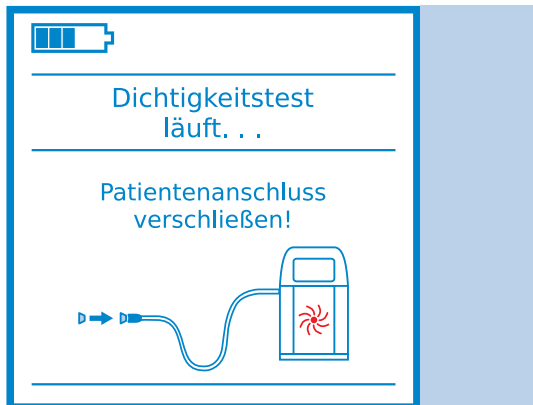 Dichtigkeitstest
läuft. . .
Patientenanschluss
verschließen!